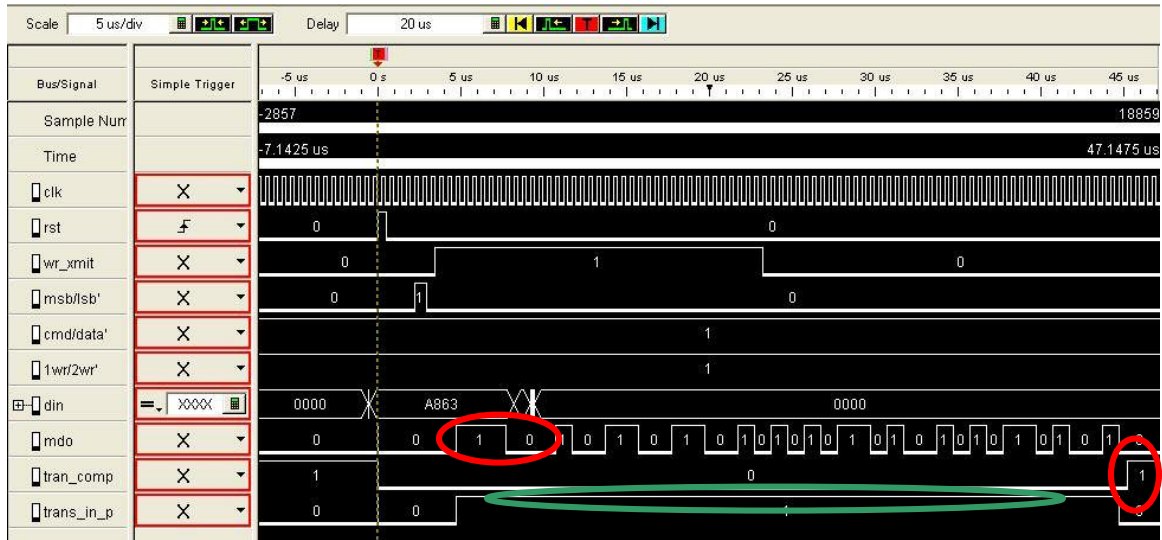 Scale 5 us/div Delay 20 us T
T
Bus/Signal Simple Trigger -5 us 0 s 5 us 10 us 15 us 20 us 25 us 30 us 35 us 40 us 45 us
Sample Num -2857 18859
Time -7.1425 us 47.1475 us
clk X
rst 0 0
wr_xmit X 0 1 0
msb/lsb' X 0 1 0
cmd/data' X 1
1wr/2wr' X 1
din = XXXX 0000 A863 0000
mdo X 0 0 1 0 1 0 1 0 1 0 1 0 1 0 1 0 1 0 1 0 1 0 1 0 1 0 1 0 1 0
tran_comp X 1 0 1
trans_in_p X 0 0 1 0